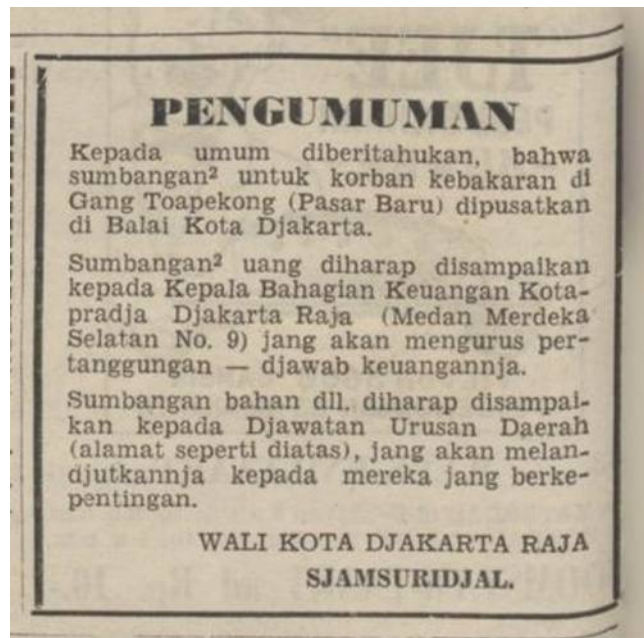 PENGUMUMAN
Kepada umum diberitahukan, bahwa
sumbangan² untuk korban kebakaran di
Gang Toapekong (Pasar Baru) dipusatkan
di Balai Kota Djakarta.
Sumbangan² uang diharap disampaikan
kepada Kepala Bahagian Keuangan Kota-
pradja Djakarta Raja (Medan Merdeka
Selatan No. 9) jang akan mengurus per-
tanggungan — djawab keuangannja.
Sumbangan bahan dll. diharap disampai-
kan kepada Djawatan Urusan Daerah
(alamat seperti diatas), jang akan melan-
djutkannja kepada mereka jang berke-
pentingan.
WALI KOTA DJAKARTA RAJA
SJAMSURIDJAL.